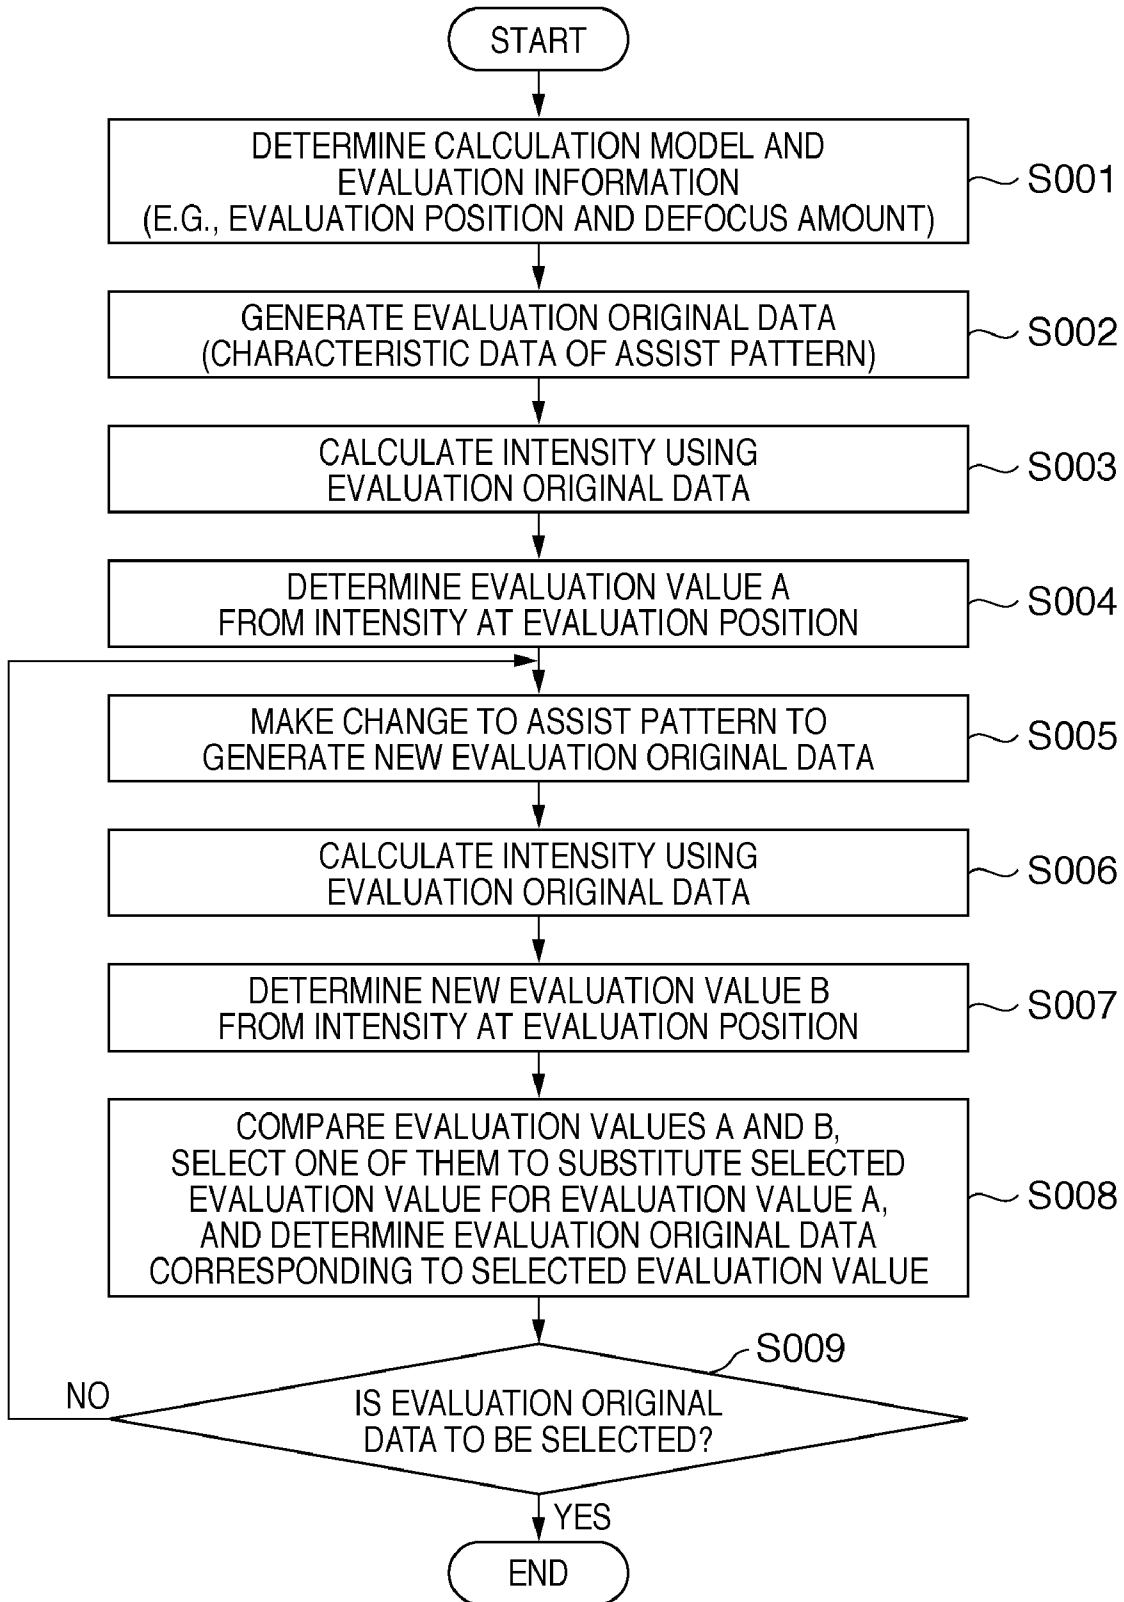 START
DETERMINE CALCULATION MODEL AND
EVALUATION INFORMATION
(E.G., EVALUATION POSITION AND DEFOCUS AMOUNT)
S001
GENERATE EVALUATION ORIGINAL DATA
(CHARACTERISTIC DATA OF ASSIST PATTERN)
S002
CALCULATE INTENSITY USING
EVALUATION ORIGINAL DATA
S003
DETERMINE EVALUATION VALUE A
FROM INTENSITY AT EVALUATION POSITION
S004
MAKE CHANGE TO ASSIST PATTERN TO
GENERATE NEW EVALUATION ORIGINAL DATA
S005
CALCULATE INTENSITY USING
EVALUATION ORIGINAL DATA
S006
DETERMINE NEW EVALUATION VALUE B
FROM INTENSITY AT EVALUATION POSITION
S007
COMPARE EVALUATION VALUES A AND B,
SELECT ONE OF THEM TO SUBSTITUTE SELECTED
EVALUATION VALUE FOR EVALUATION VALUE A,
AND DETERMINE EVALUATION ORIGINAL DATA
CORRESPONDING TO SELECTED EVALUATION VALUE
S008
S009
NO
IS EVALUATION ORIGINAL
DATA TO BE SELECTED?
YES
END